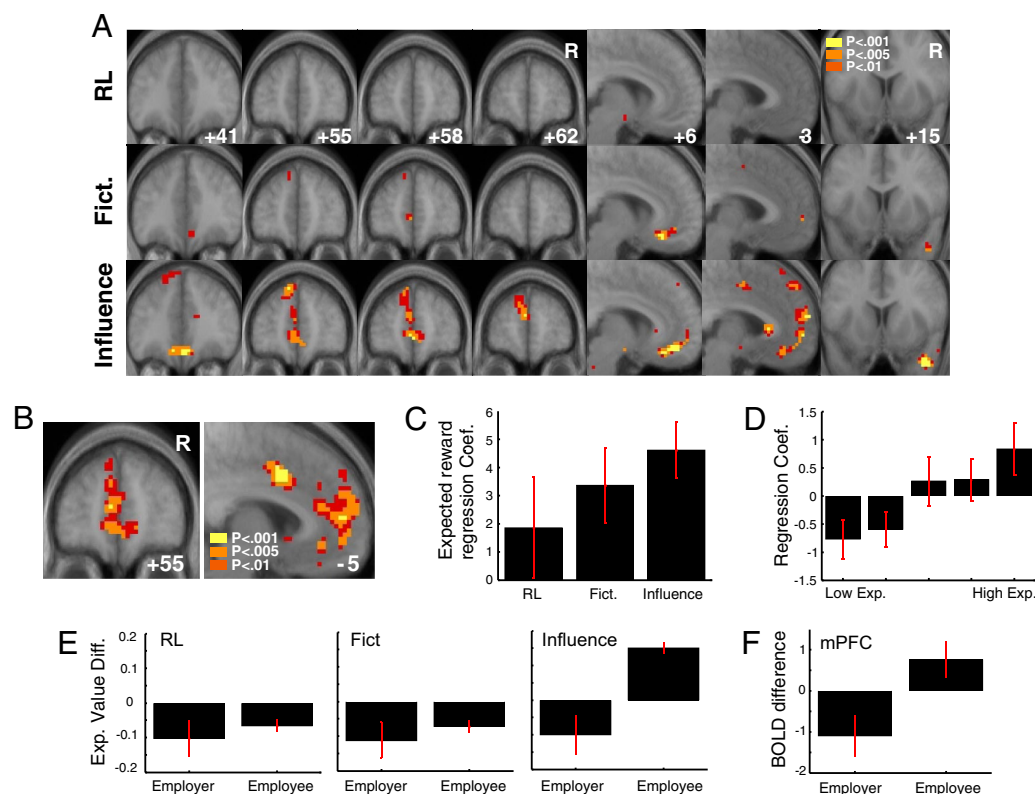 A
RL
R
P<.001
P<.005
P<.01
R
+41
+55
+58
+62
+6
-3
+15
Fict.
Influence
B
R
+55
P<.001
P<.005
P<.01
-5
C
Expected reward
regression Coef.
6
5
4
3
2
1
0
RL
Fict.
Influence
D
Regression Coef.
1.5
1
0.5
0
-0.5
-1
-1.5
Low Exp.
High Exp.
E
Exp. Value Diff.
0.2
0.1
0
-0.1
-0.2
RL
Employer
Employee
Fict
Employer
Employee
Influence
Employer
Employee
F
BOLD difference
mPFC
1
0
-1
-2
Employer
Employee